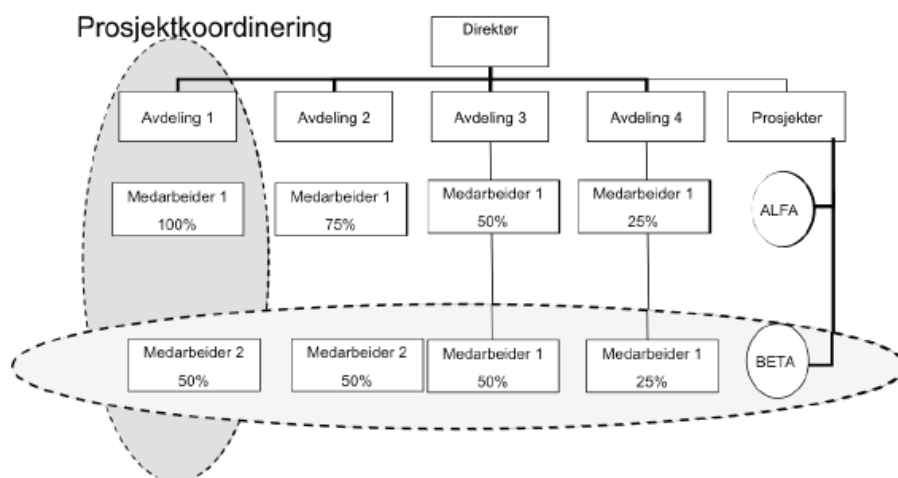 Prosjektkoordinering
Direktør
Avdeling 1
Avdeling 2
Avdeling 3
Avdeling 4
Prosjekter
Medarbeider 1
100%
Medarbeider 1
75%
Medarbeider 1
50%
Medarbeider 1
25%
ALFA
Medarbeider 2
50%
Medarbeider 2
50%
Medarbeider 1
50%
Medarbeider 1
25%
BETA